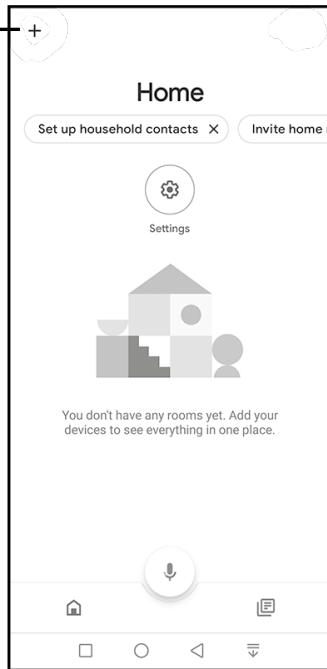 Home
Set up household contacts Invite home
Settings
You don't have any rooms yet. Add your
devices to see everything in one place.